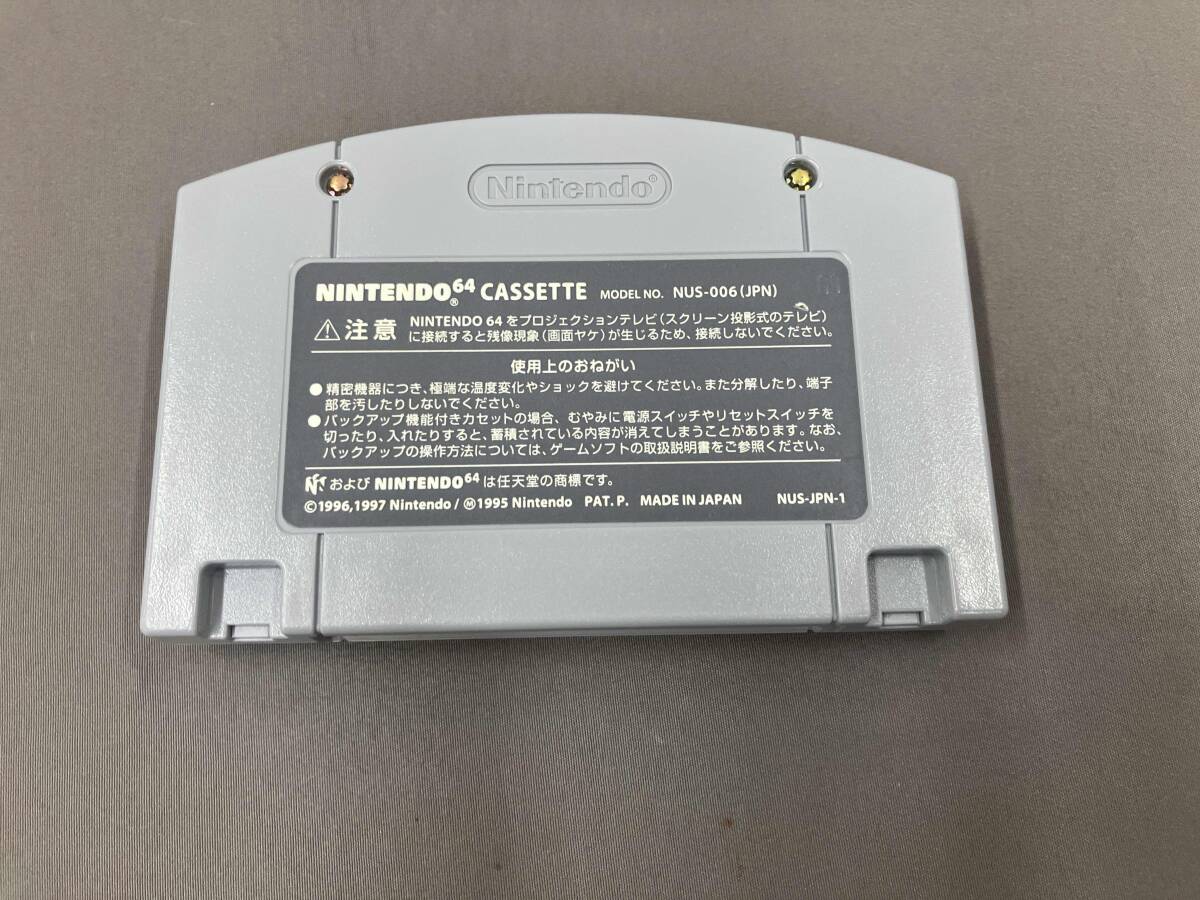 Nintendo®
NINTENDO64® CASSETTE MODEL NO. NUS-006(JPN)
⚠注意 NINTENDO 64 をプロジェクションテレビ(スクリーン投影式のテレビ)
に接続すると残像現象(画面ヤケ)が生じるため、接続しないでください。
使用上のおねがい
●精密機器につき、極端な温度変化やショックを避けてください。また分解したり、端子
部を汚したりしないでください。
●バックアップ機能付きカセットの場合、むやみに電源スイッチやリセットスイッチを
切ったり、入れたりすると、蓄積されている内容が消えてしまうことがあります。なお、
バックアップの操作方法については、ゲームソフトの取扱説明書をご参照ください。
および NINTENDO64 は任天堂の商標です。
©1996,1997 Nintendo/Ⓜ1995 Nintendo PAT.P. MADE IN JAPAN NUS-JPN-1